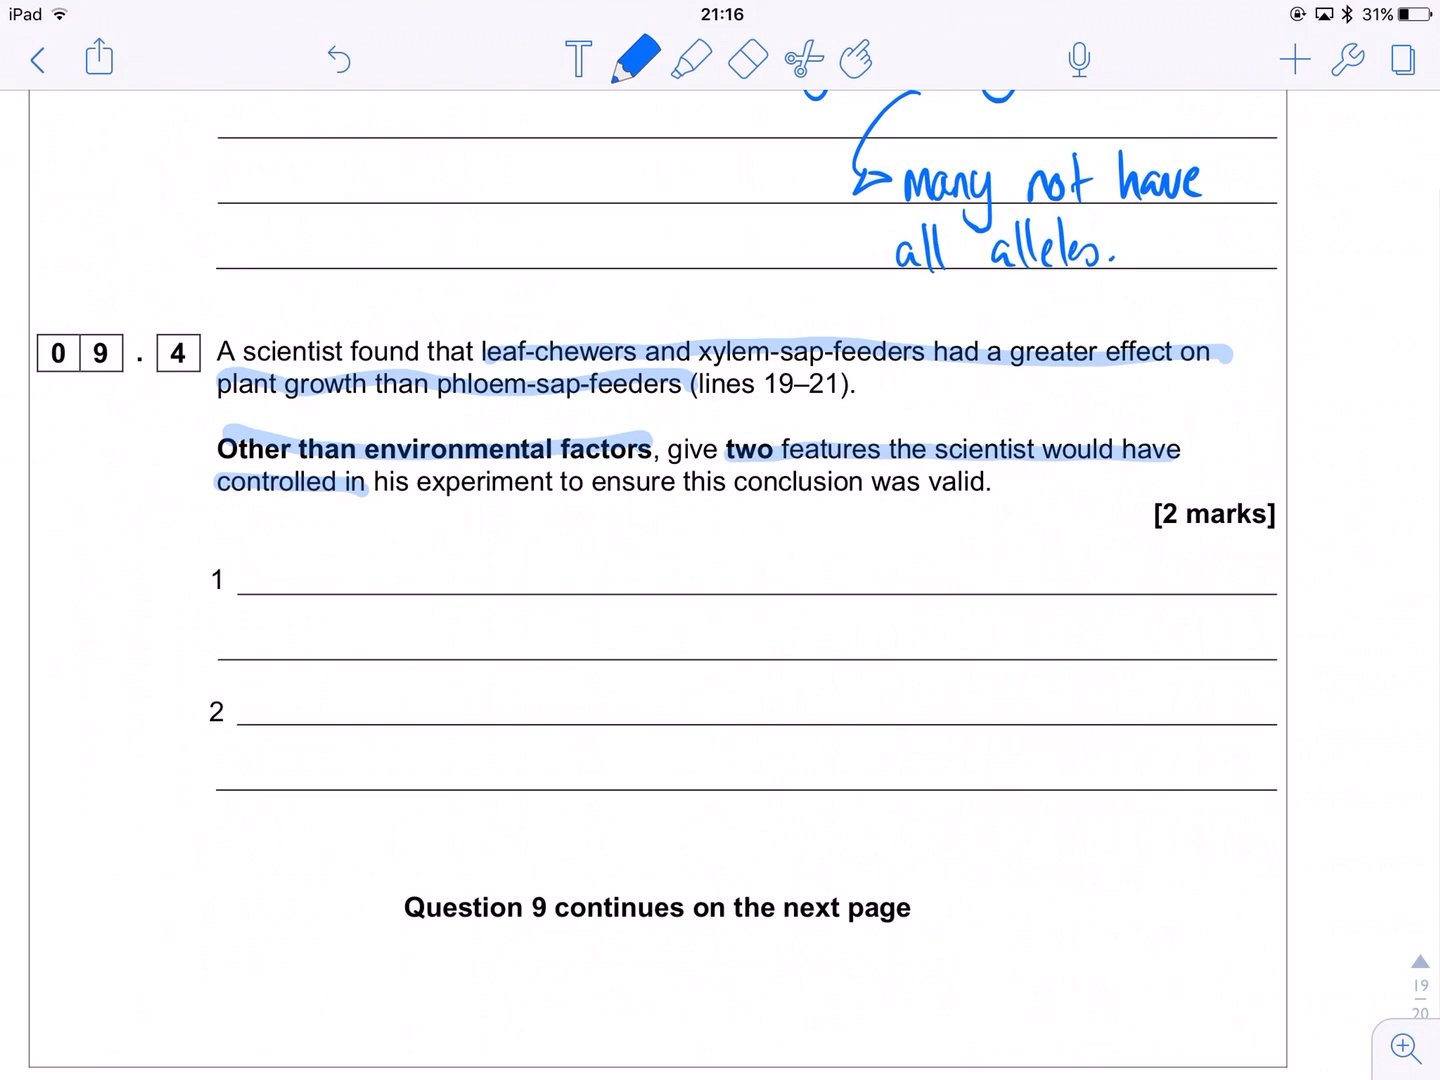 iPad
21:16
31%
many not have
all alleles.
0 9 . 4
A scientist found that leaf-chewers and xylem-sap-feeders had a greater effect on
plant growth than phloem-sap-feeders (lines 19–21).
Other than environmental factors, give two features the scientist would have
controlled in his experiment to ensure this conclusion was valid.
[2 marks]
1
2
Question 9 continues on the next page
19
20